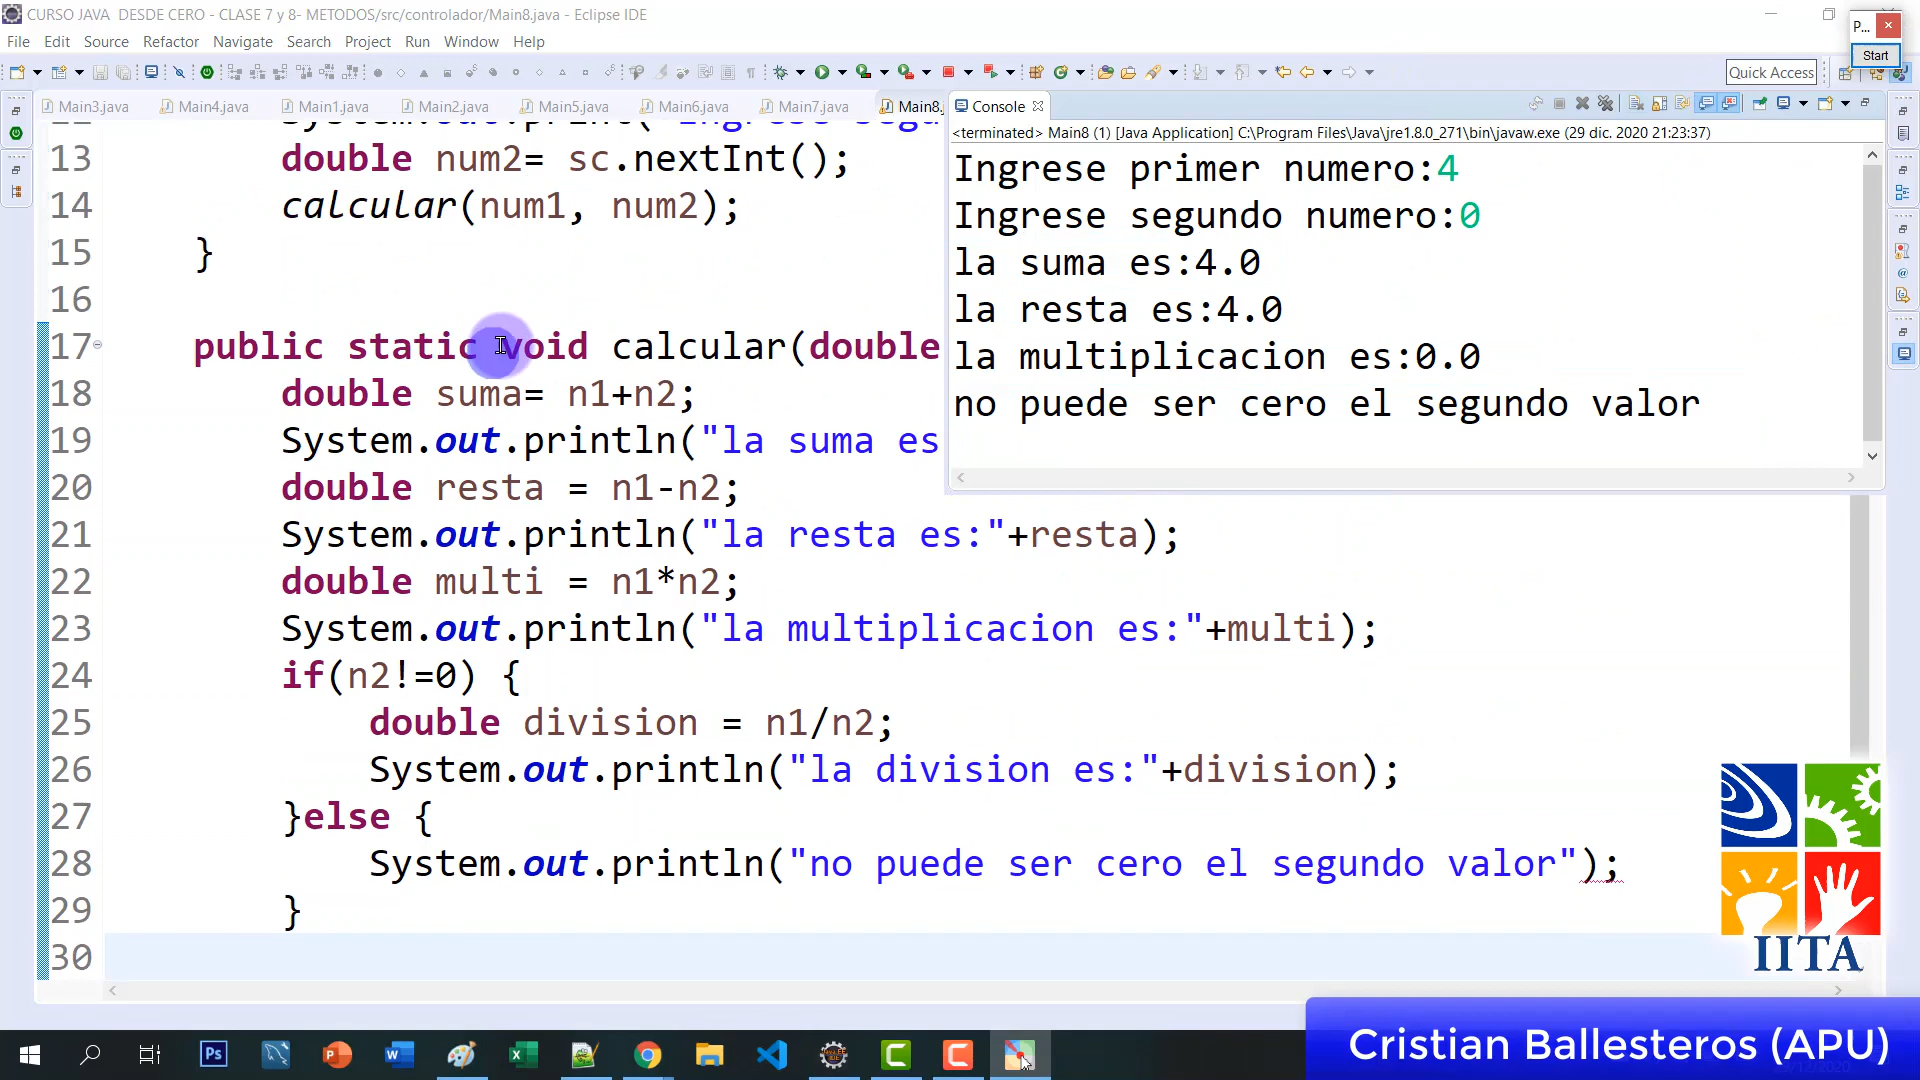 CURSO JAVA DESDE CERO - CLASE 7 y 8- METODOS/src/controlador/Main8.java - Eclipse IDE
P...
File Edit Source Refactor Navigate Search Project Run Window Help
Start
Quick Access
Main3.java Main4.java Main1.java Main2.java Main5.java Main6.java Main7.java Main8.
Console
<terminated> Main8 (1) [Java Application] C:\Program Files\Java\jre1.8.0_271\bin\javaw.exe (29 dic. 2020 21:23:37)
Ingrese primer numero:4
Ingrese segundo numero:0
la suma es:4.0
la resta es:4.0
la multiplicacion es:0.0
no puede ser cero el segundo valor
13 double num2= sc.nextInt();
14 calcular(num1, num2);
15 }
16
17 public static void calcular(double
18 double suma= n1+n2;
19 System.out.println("la suma es
20 double resta = n1-n2;
21 System.out.println("la resta es:"+resta);
22 double multi = n1*n2;
23 System.out.println("la multiplicacion es:"+multi);
24 if(n2!=0) {
25 double division = n1/n2;
26 System.out.println("la division es:"+division);
27 }else {
28 System.out.println("no puede ser cero el segundo valor");
29 }
30
IITA
Cristian Ballesteros (APU)